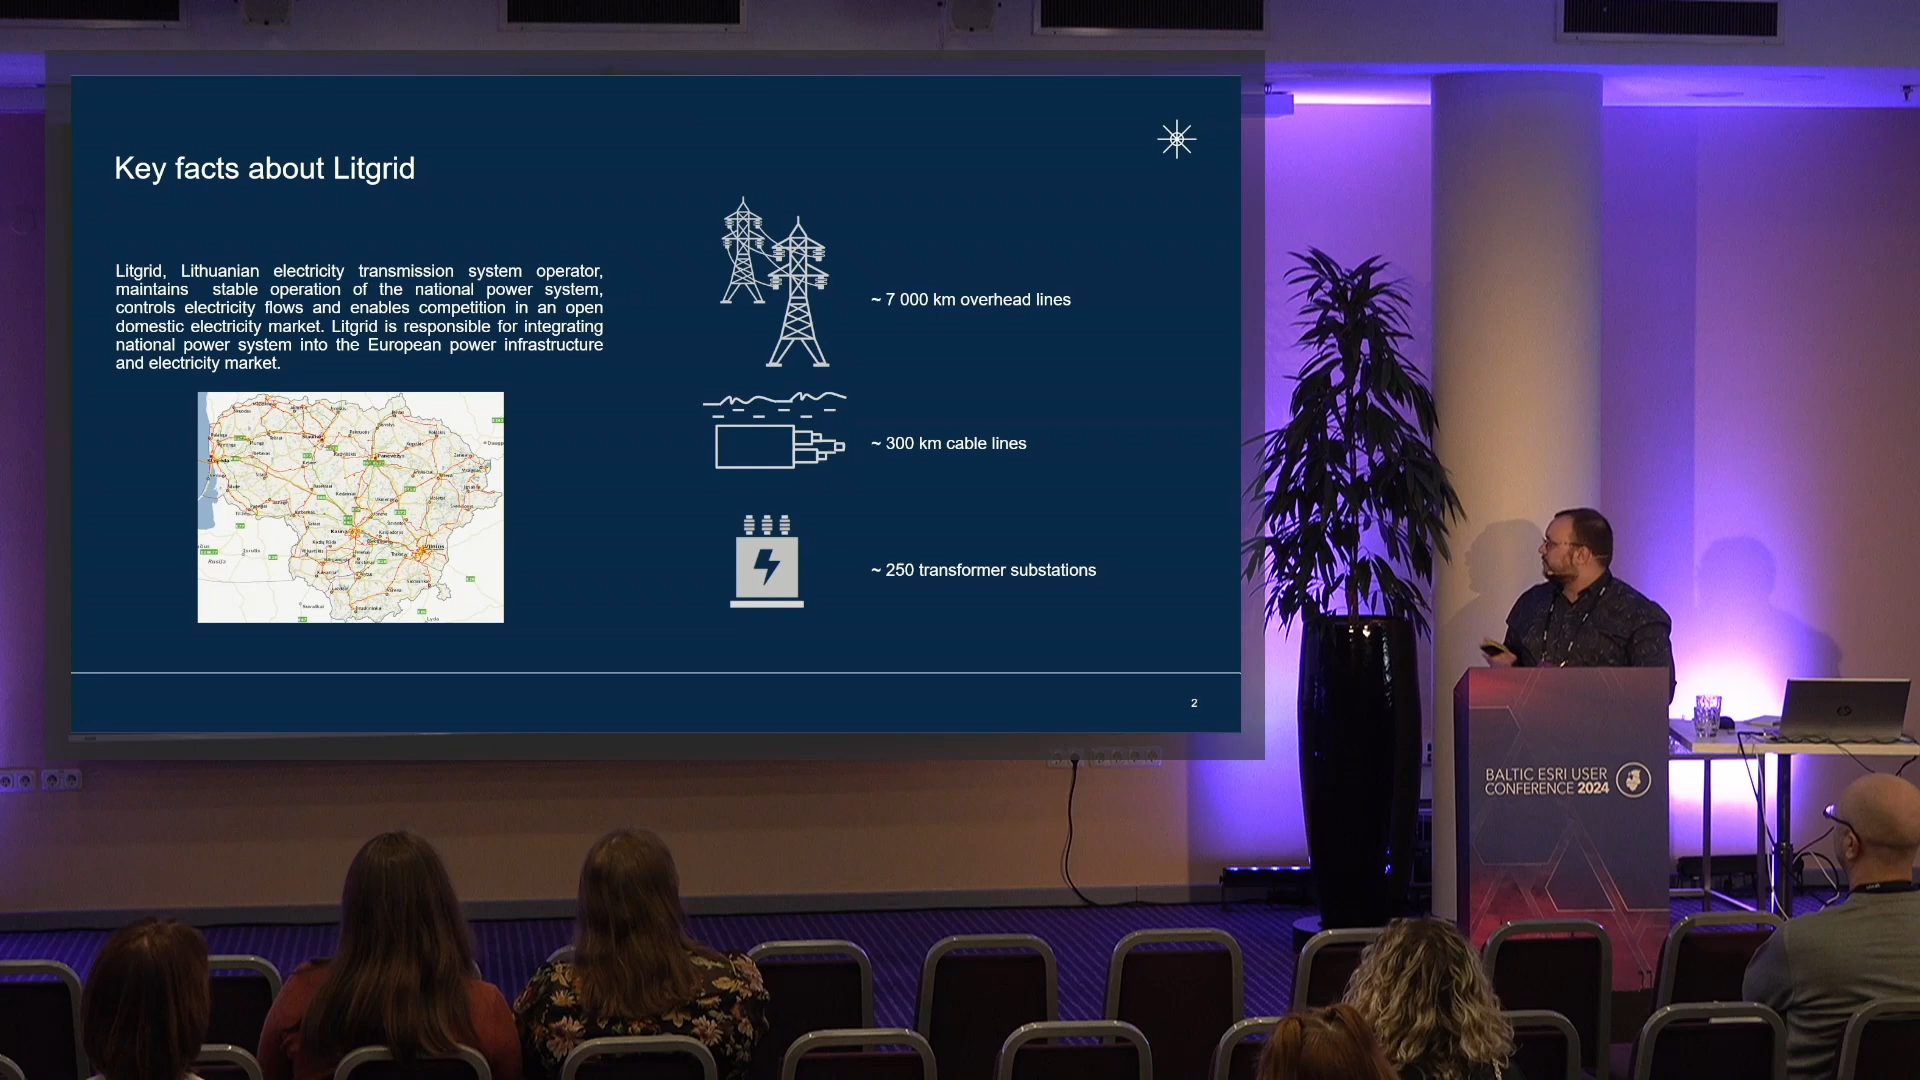 Key facts about Litgrid
Litgrid, Lithuanian electricity transmission system operator,
maintains stable operation of the national power system,
controls electricity flows and enables competition in an open
domestic electricity market. Litgrid is responsible for integrating
national power system into the European power infrastructure
and electricity market.
~ 7 000 km overhead lines
~ 300 km cable lines
~ 250 transformer substations
Vilnius
Rusija
2
BALTIC ESRI USER
CONFERENCE 2024
hp